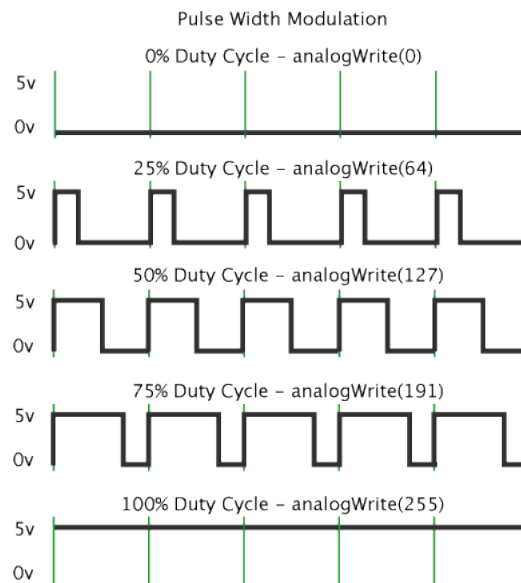 Pulse Width Modulation
0% Duty Cycle – analogWrite(0)
5v
0v
25% Duty Cycle – analogWrite(64)
5v
0v
50% Duty Cycle – analogWrite(127)
5v
0v
75% Duty Cycle – analogWrite(191)
5v
0v
100% Duty Cycle – analogWrite(255)
5v
0v